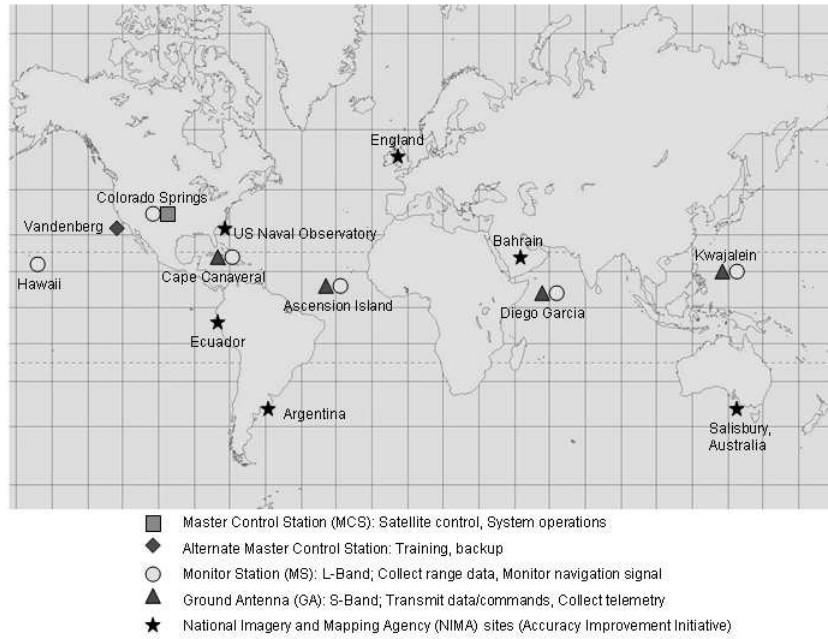 England
Colorado Springs
Vandenberg
US Naval Observatory
Bahrain
Kwajalein
Hawaii
Cape Canaveral
Ascension Island
Diego Garcia
Ecuador
Argentina
Salisbury,
Australia
Master Control Station (MCS): Satellite control, System operations
Alternate Master Control Station: Training, backup
Monitor Station (MS): L-Band; Collect range data, Monitor navigation signal
Ground Antenna (GA): S-Band; Transmit data/commands, Collect telemetry
National Imagery and Mapping Agency (NIMA) sites (Accuracy Improvement Initiative)